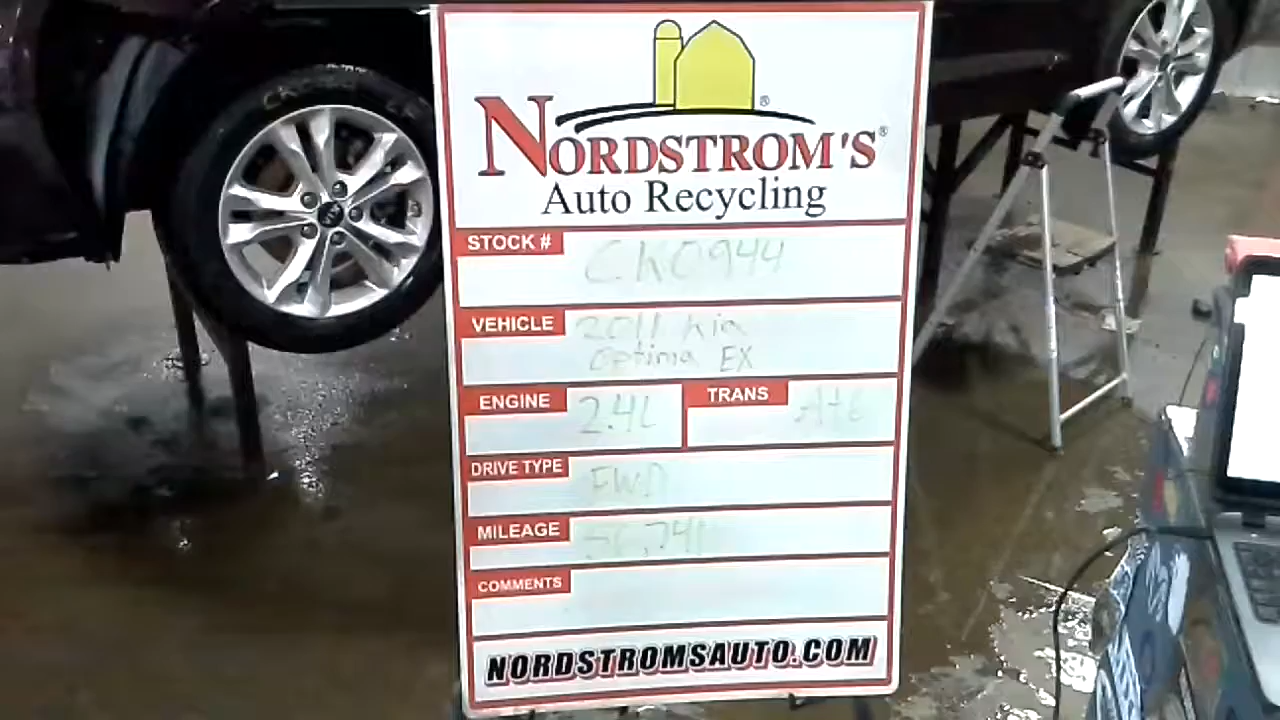 NORDSTROM'S®
Auto Recycling
STOCK # CK0944
VEHICLE 2011 Kia
Optima EX
ENGINE 2.4L TRANS
DRIVE TYPE FWD
MILEAGE
COMMENTS
NORDSTROMSAUTO.COM